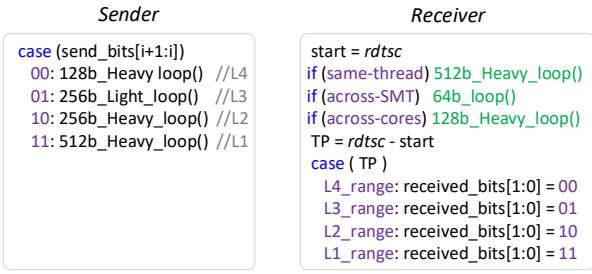 Sender
case (send_bits[i+1:i])
00: 128b_Heavy loop() //L4
01: 256b_Light_loop() //L3
10: 256b_Heavy_loop() //L2
11: 512b_Heavy_loop() //L1
Receiver
start = rdtsc
if (same-thread) 512b_Heavy_loop()
if (across-SMT) 64b_loop()
if (across-cores) 128b_Heavy_loop()
TP = rdtsc - start
case ( TP )
L4_range: received_bits[1:0] = 00
L3_range: received_bits[1:0] = 01
L2_range: received_bits[1:0] = 10
L1_range: received_bits[1:0] = 11